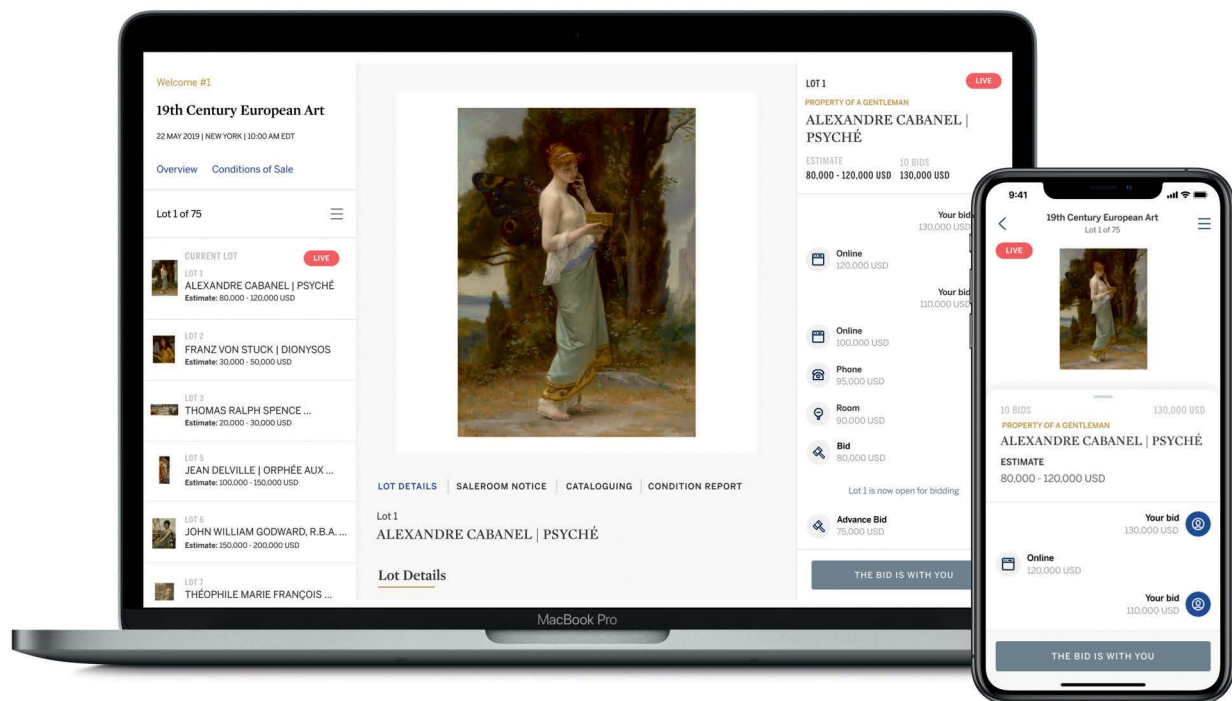 Welcome #1
19th Century European Art
22 MAY 2019 | NEW YORK | 10:00 AM EDT
Overview Conditions of Sale
Lot 1 of 75
CURRENT LOT
LIVE
LOT 1
ALEXANDRE CABANEL | PSYCHÉ
Estimate: 80,000 - 120,000 USD
LOT 2
FRANZ VON STUCK | DIONYSOS
Estimate: 30,000 - 50,000 USD
LOT 3
THOMAS RALPH SPENCE ...
Estimate: 20,000 - 30,000 USD
LOT 5
JEAN DELVILLE | ORPHÉE AUX ...
Estimate: 100,000 - 150,000 USD
LOT 6
JOHN WILLIAM GODWARD, R.B.A. ...
Estimate: 150,000 - 200,000 USD
LOT 7
THÉOPHILE MARIE FRANÇOIS ...
LOT DETAILS | SALEROOM NOTICE | CATALOGUING | CONDITION REPORT
Lot 1
ALEXANDRE CABANEL | PSYCHÉ
Lot Details
LOT 1
LIVE
PROPERTY OF A GENTLEMAN
ALEXANDRE CABANEL |
PSYCHÉ
ESTIMATE 10 BIDS
80,000 - 120,000 USD 130,000 USD
Your bid
130,000 USD
Online
120,000 USD
Your bid
110,000 USD
Online
100,000 USD
Phone
95,000 USD
Room
90,000 USD
Bid
80,000 USD
Lot 1 is now open for bidding
Advance Bid
75,000 USD
THE BID IS WITH YOU
MacBook Pro
9:41
19th Century European Art
Lot 1 of 75
LIVE
10 BIDS 130,000 USD
PROPERTY OF A GENTLEMAN
ALEXANDRE CABANEL | PSYCHÉ
ESTIMATE
80,000 - 120,000 USD
Your bid
130,000 USD
Online
120,000 USD
Your bid
110,000 USD
THE BID IS WITH YOU